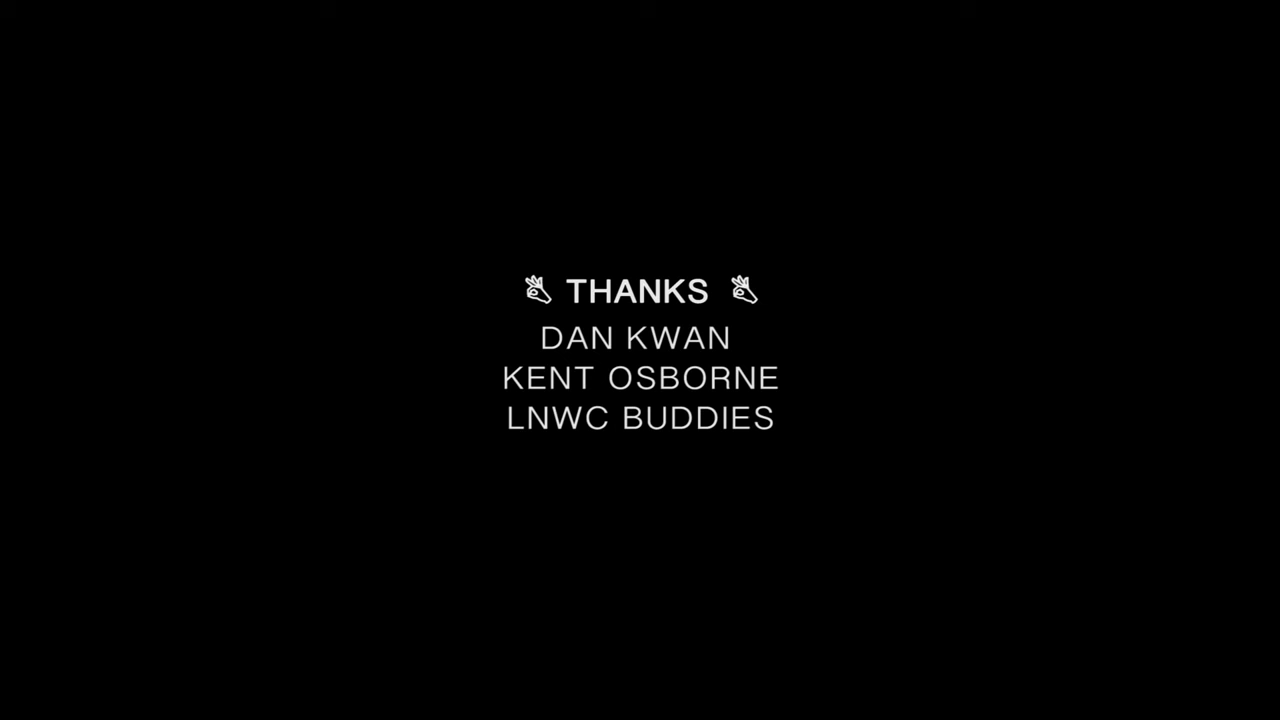 👌 THANKS 👌
DAN KWAN
KENT OSBORNE
LNWC BUDDIES